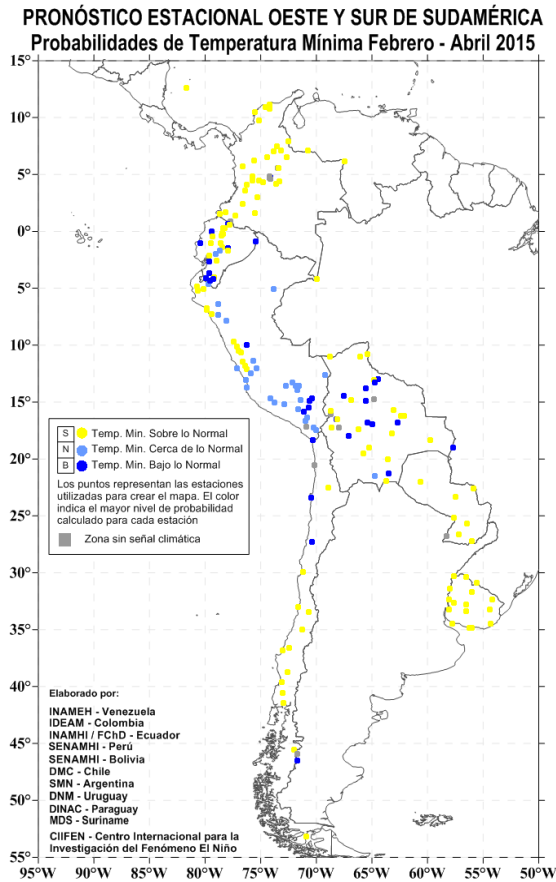 PRONÓSTICO ESTACIONAL OESTE Y SUR DE SUDAMÉRICA
Probabilidades de Temperatura Mínima Febrero - Abril 2015
15°
10°
5°
0°
5°
10°
15°
20°
25°
30°
35°
40°
45°
50°
55°
S Temp. Min. Sobre lo Normal
N Temp. Min. Cerca de lo Normal
B Temp. Min. Bajo lo Normal
Los puntos representan las estaciones
utilizadas para crear el mapa. El color
indica el mayor nivel de probabilidad
calculado para cada estación
Zona sin señal climática
Elaborado por:
INAMEH - Venezuela
IDEAM - Colombia
INAMHI / FChD - Ecuador
SENAMHI - Perú
SENAMHI - Bolivia
DMC - Chile
SMN - Argentina
DNM - Uruguay
DINAC - Paraguay
MDS - Suriname
CIIFEN - Centro Internacional para la
Investigación del Fenómeno El Niño
95°W 90°W 85°W 80°W 75°W 70°W 65°W 60°W 55°W 50°W